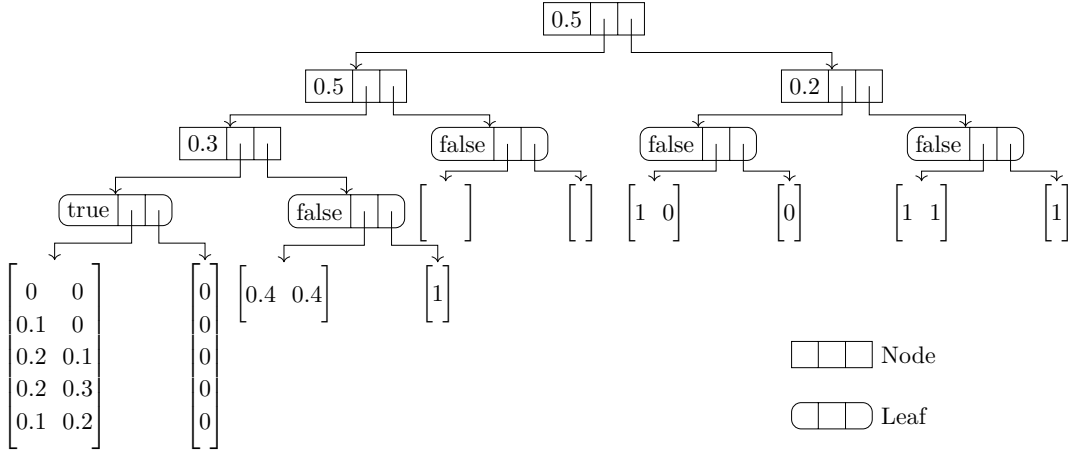 0.5
0.5 0.2
0.3 false false false
true false 1 0 0 1 1 1
0 0 0 0.4 0.4 1
0.1 0 0
0.2 0.1 0 Node
0.2 0.3 0
0.1 0.2 0 Leaf